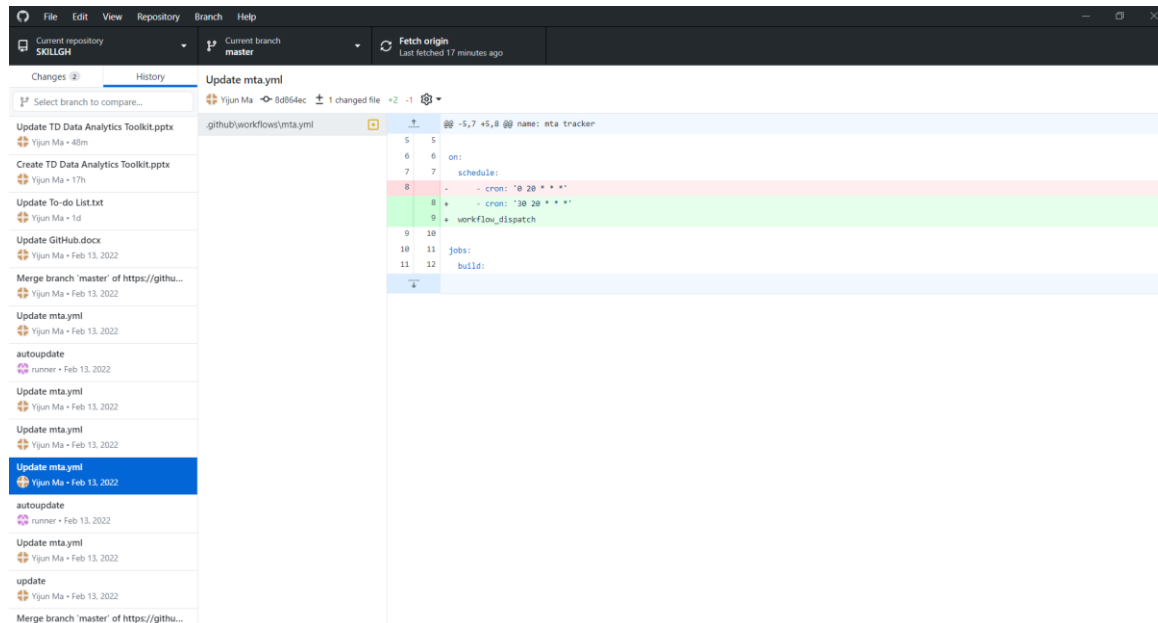 File Edit View Repository Branch Help
Current repository
SKILLGH
Current branch
master
Fetch origin
Last fetched 17 minutes ago
Changes 2 History
Select branch to compare...
Update TD Data Analytics Toolkit.pptx
Yijun Ma • 48m
Create TD Data Analytics Toolkit.pptx
Yijun Ma • 17h
Update To-do List.txt
Yijun Ma • 1d
Update GitHub.docx
Yijun Ma • Feb 13, 2022
Merge branch 'master' of https://githu...
Yijun Ma • Feb 13, 2022
Update mta.yml
Yijun Ma • Feb 13, 2022
autoupdate
runner • Feb 13, 2022
Update mta.yml
Yijun Ma • Feb 13, 2022
Update mta.yml
Yijun Ma • Feb 13, 2022
Update mta.yml
Yijun Ma • Feb 13, 2022
autoupdate
runner • Feb 13, 2022
Update mta.yml
Yijun Ma • Feb 13, 2022
update
Yijun Ma • Feb 13, 2022
Merge branch 'master' of https://githu...
Update mta.yml
Yijun Ma 8d864ec 1 changed file +2 -1
.github\workflows\mta.yml
@@ -5,7 +5,8 @@ name: mta tracker
5 5
6 6 on:
7 7 schedule:
8 - - cron: '0 20 * * *'
8 + - cron: '30 20 * * *'
9 + workflow_dispatch
9 10
10 11 jobs:
11 12 build: